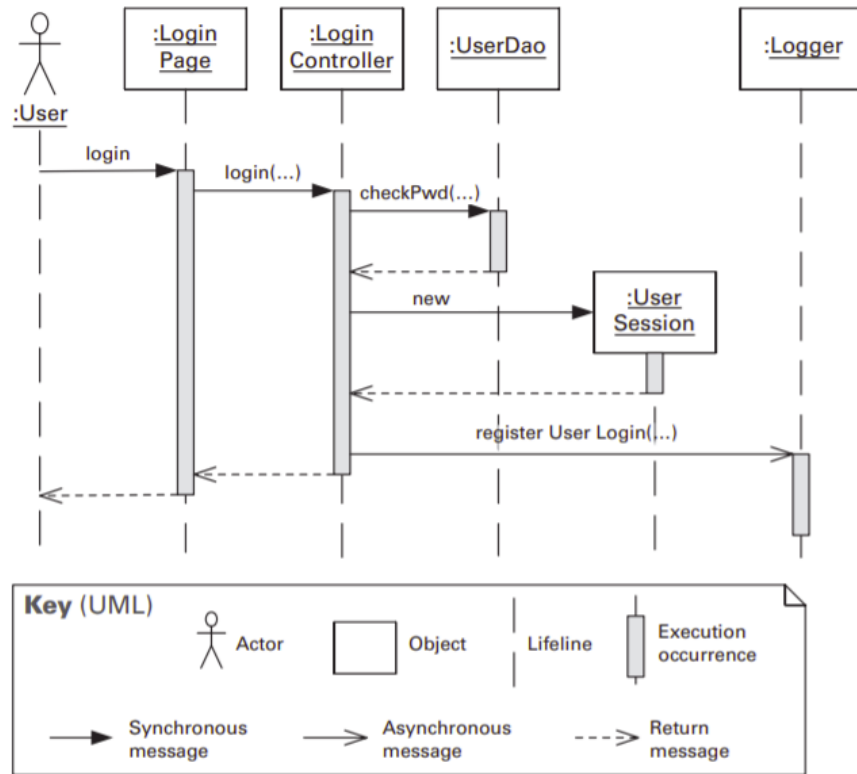 :Login
Page
:Login
Controller
:UserDao
:Logger
:User
login
login(...)
checkPwd(...)
new
:User
Session
register User Login(...)
Key (UML)
Actor
Object
Lifeline
Execution
occurrence
Synchronous
message
Asynchronous
message
Return
message